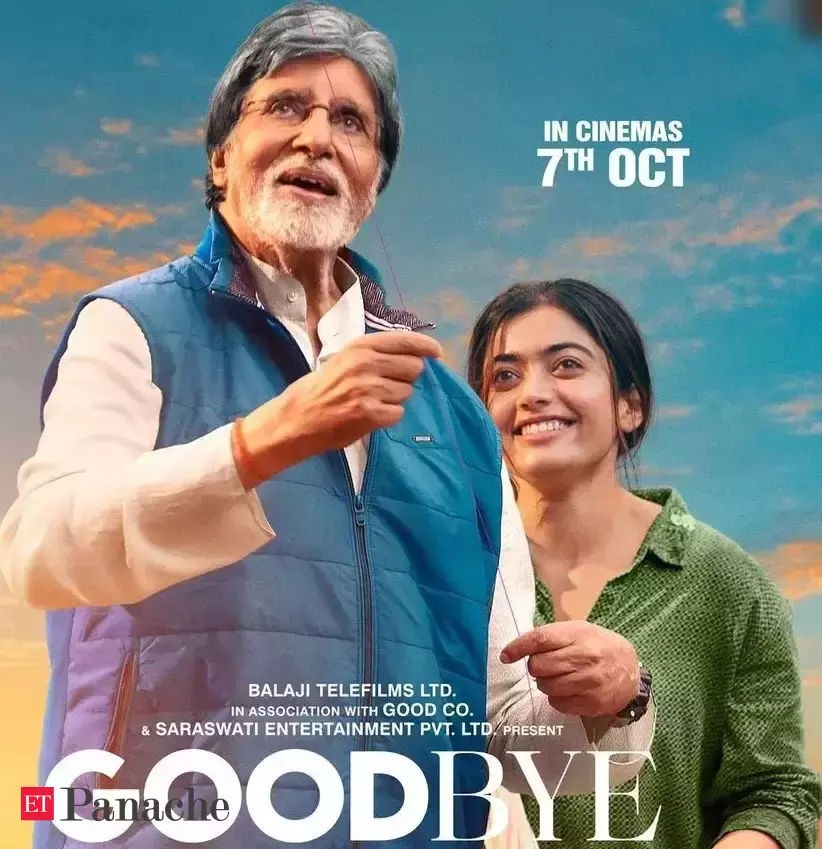 IN CINEMAS
7TH OCT
BALAJI TELEFILMS LTD.
IN ASSOCIATION WITH GOOD CO.
& SARASWATI ENTERTAINMENT PVT. LTD. PRESENT
GOODBYE
ET Panache